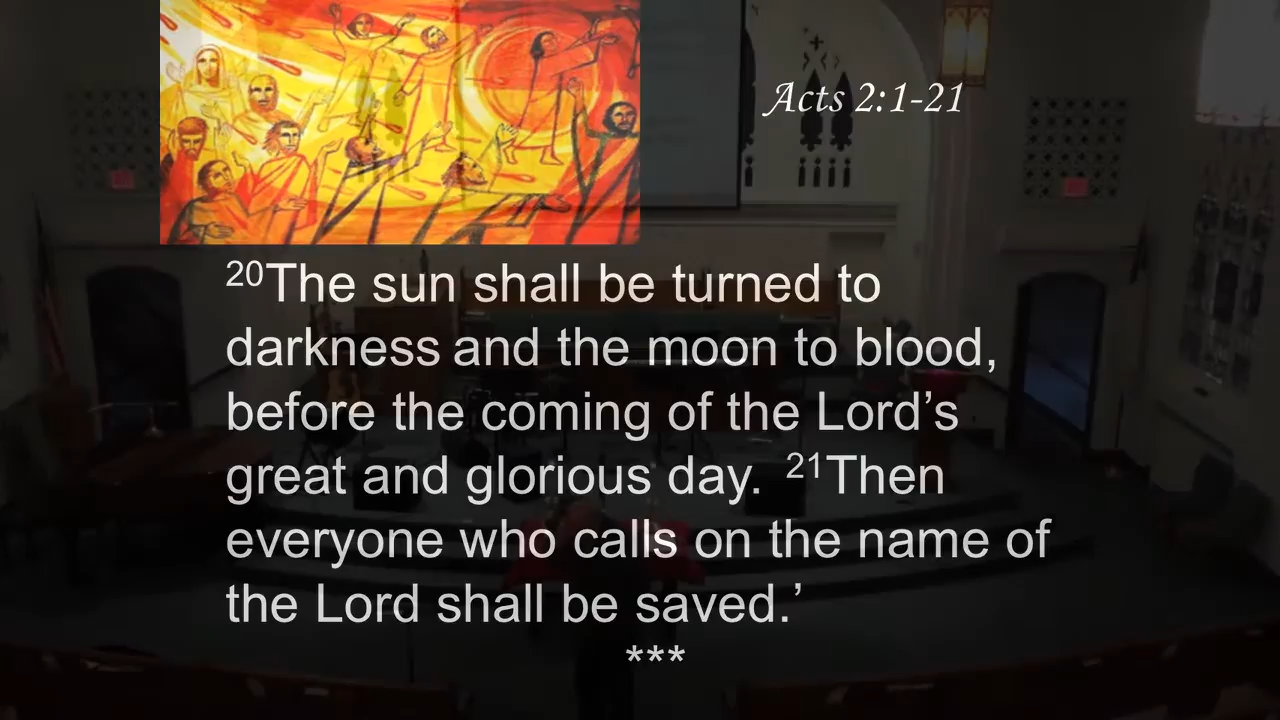 Acts 2:1-21
20The sun shall be turned to
darkness and the moon to blood,
before the coming of the Lord’s
great and glorious day. 21Then
everyone who calls on the name of
the Lord shall be saved.’
***